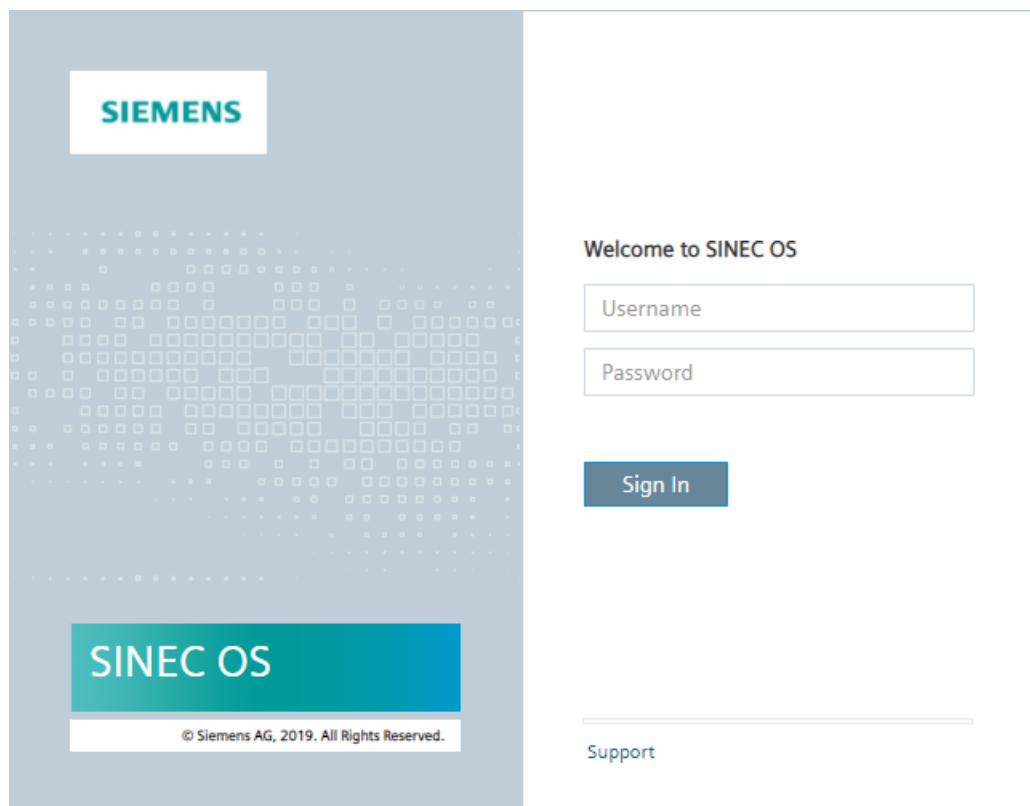 SIEMENS
Welcome to SINEC OS
Username
Password
Sign In
SINEC OS
© Siemens AG, 2019. All Rights Reserved.
Support